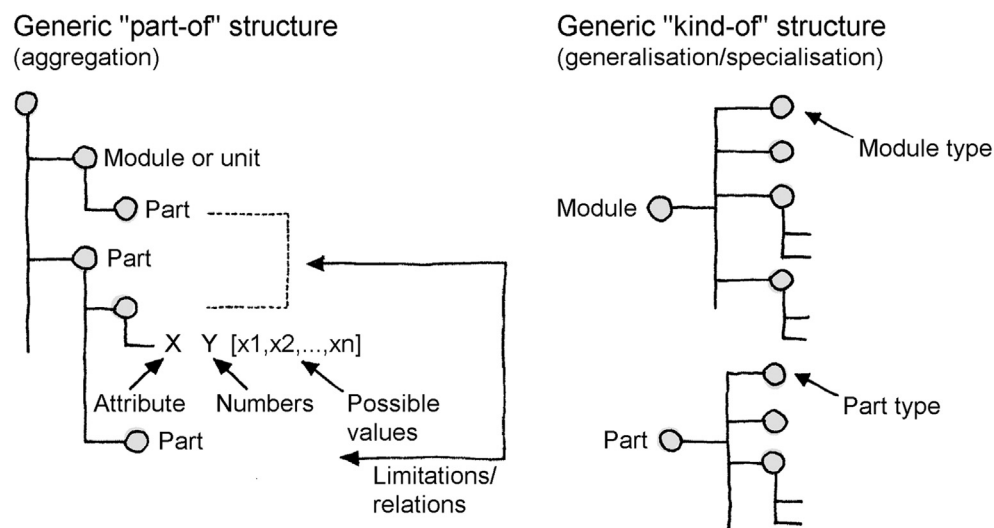 Generic "part-of" structure
(aggregation)
Module or unit
Part
Part
X Y [x1,x2,...,xn]
Attribute Numbers Possible
values
Part
Limitations/
relations
Generic "kind-of" structure
(generalisation/specialisation)
Module type
Module
Part type
Part